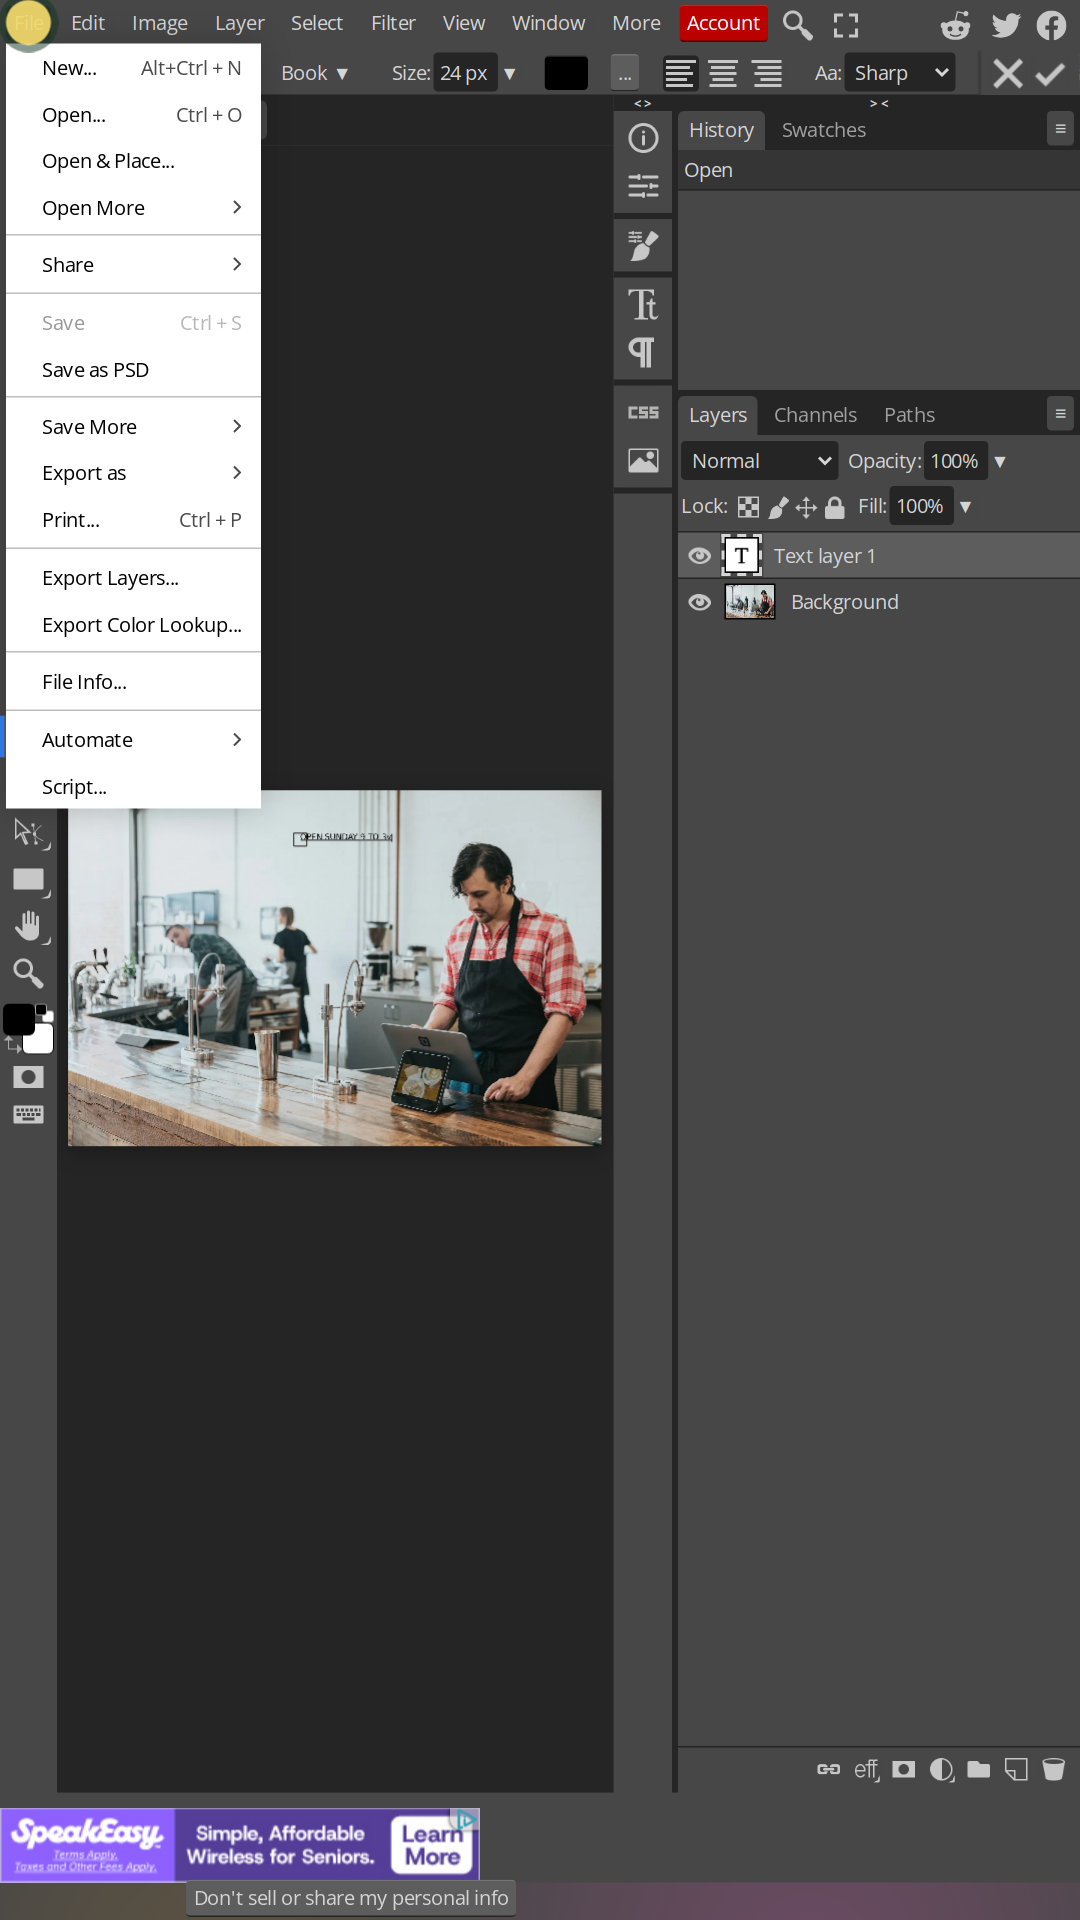 File Edit Image Layer Select Filter View Window More Account
Book ▼ Size: 24 px ▼ ... Aa: Sharp
New... Alt+Ctrl + N
Open... Ctrl + O
Open & Place...
Open More >
Share >
Save Ctrl + S
Save as PSD
Save More >
Export as >
Print... Ctrl + P
Export Layers...
Export Color Lookup...
File Info...
Automate >
Script...
OPEN SUNDAY 9 TO
< >
CSS
> <
History Swatches
Open
Layers Channels Paths
Normal Opacity: 100% ▼
Lock: Fill: 100% ▼
T Text layer 1
Background
eff
SpeakEasy
Terms Apply.
Taxes and Other Fees Apply.
Simple, Affordable
Wireless for Seniors.
Learn
More
Don't sell or share my personal info